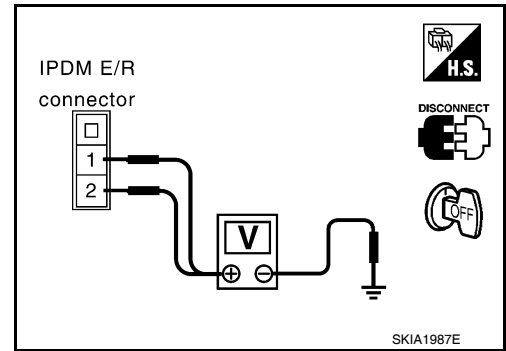 IPDM E/R
connector
1
2
V
+ −
H.S.
DISCONNECT
OFF
SKIA1987E